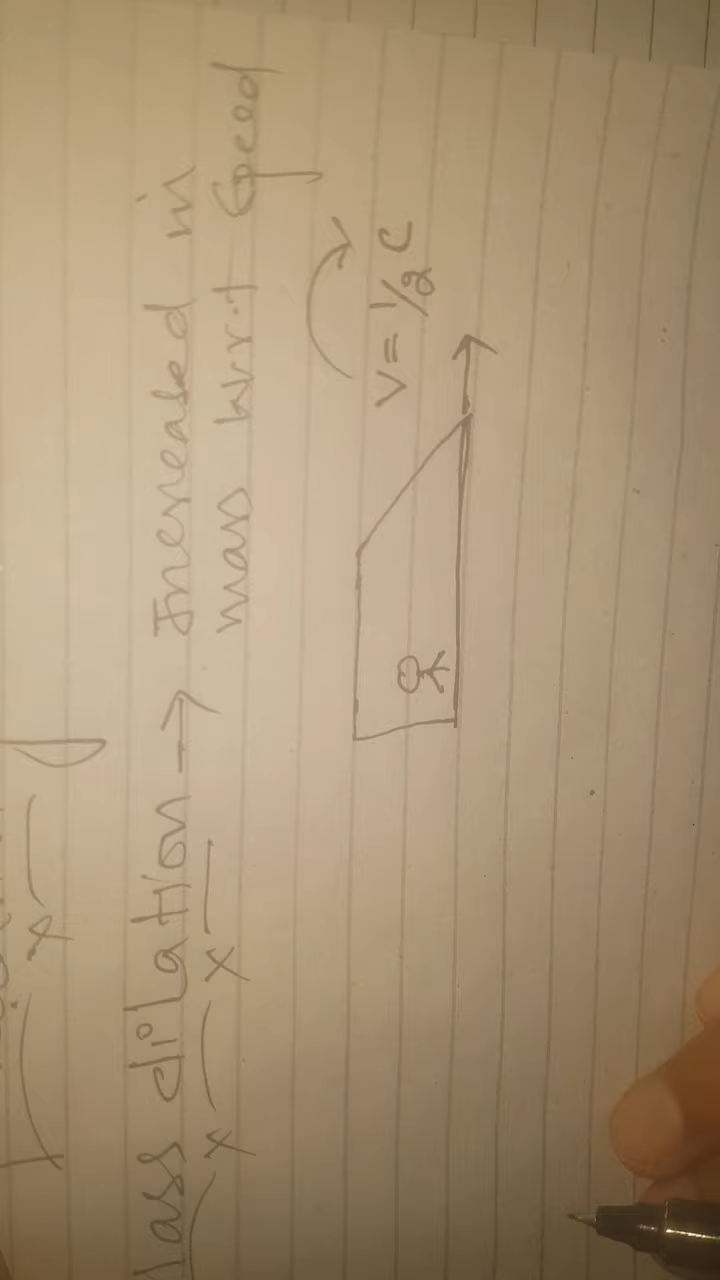 Mass dilation → Increased in
mass w.r.t Speed
V = 1/2 C